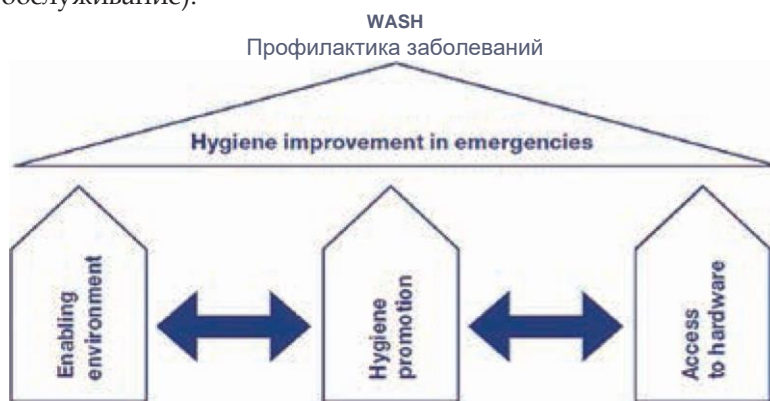 обслуживание).
WASH
Профилактика заболеваний
Hygiene improvement in emergencies
Enabling
environment
Hygiene
promotion
Access
to hardware